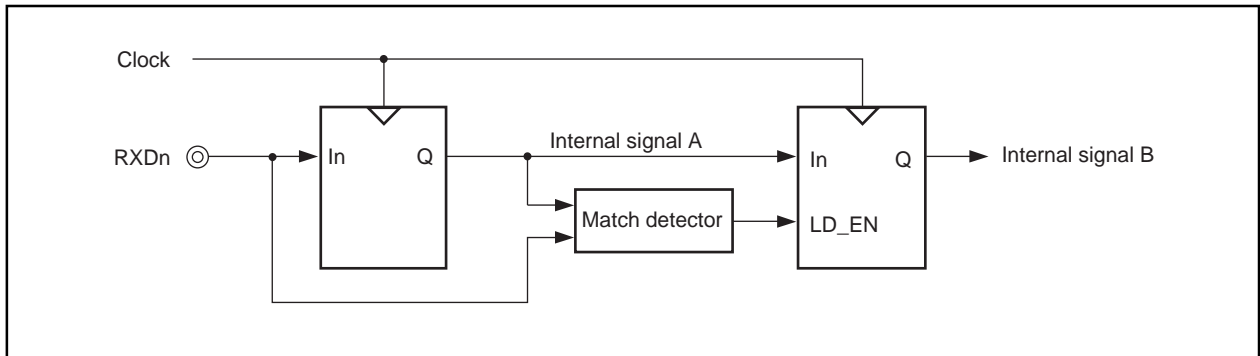 Clock
RXDn
In
Q
Internal signal A
Match detector
In
Q
LD_EN
Internal signal B